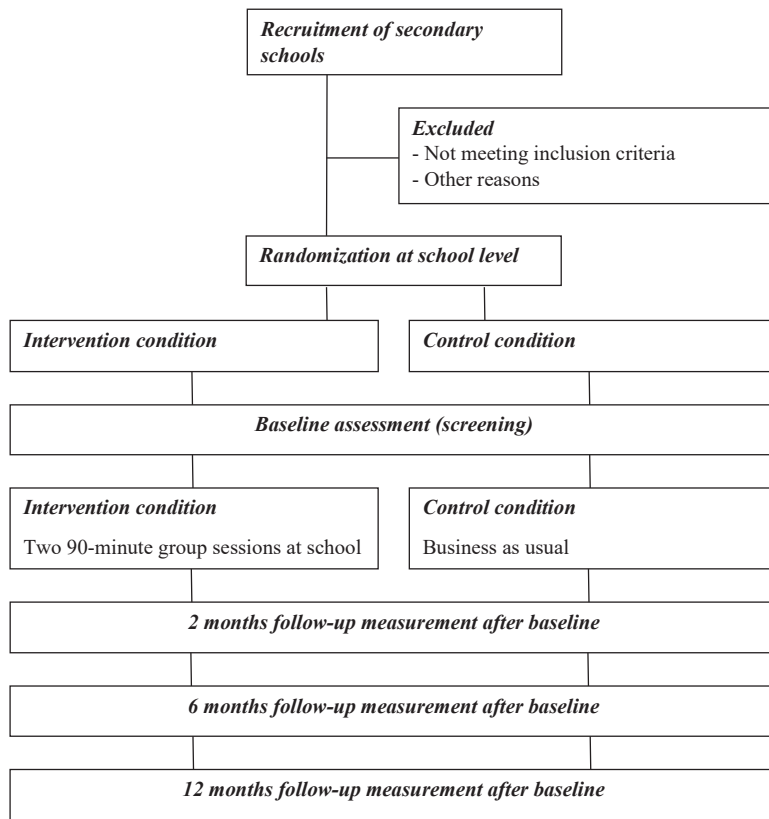 Recruitment of secondary
schools
Excluded
- Not meeting inclusion criteria
- Other reasons
Randomization at school level
Intervention condition
Control condition
Baseline assessment (screening)
Intervention condition
Two 90-minute group sessions at school
Control condition
Business as usual
2 months follow-up measurement after baseline
6 months follow-up measurement after baseline
12 months follow-up measurement after baseline